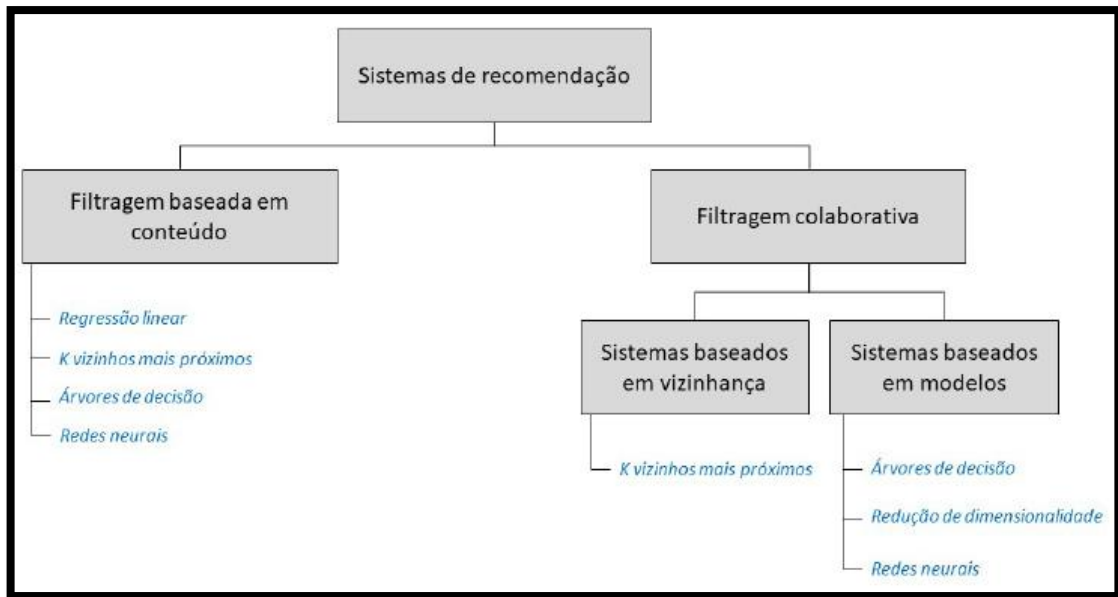 Sistemas de recomendação
Filtragem baseada em
conteúdo
Regressão linear
K vizinhos mais próximos
Árvores de decisão
Redes neurais
Filtragem colaborativa
Sistemas baseados
em vizinhança
K vizinhos mais próximos
Sistemas baseados
em modelos
Árvores de decisão
Redução de dimensionalidade
Redes neurais